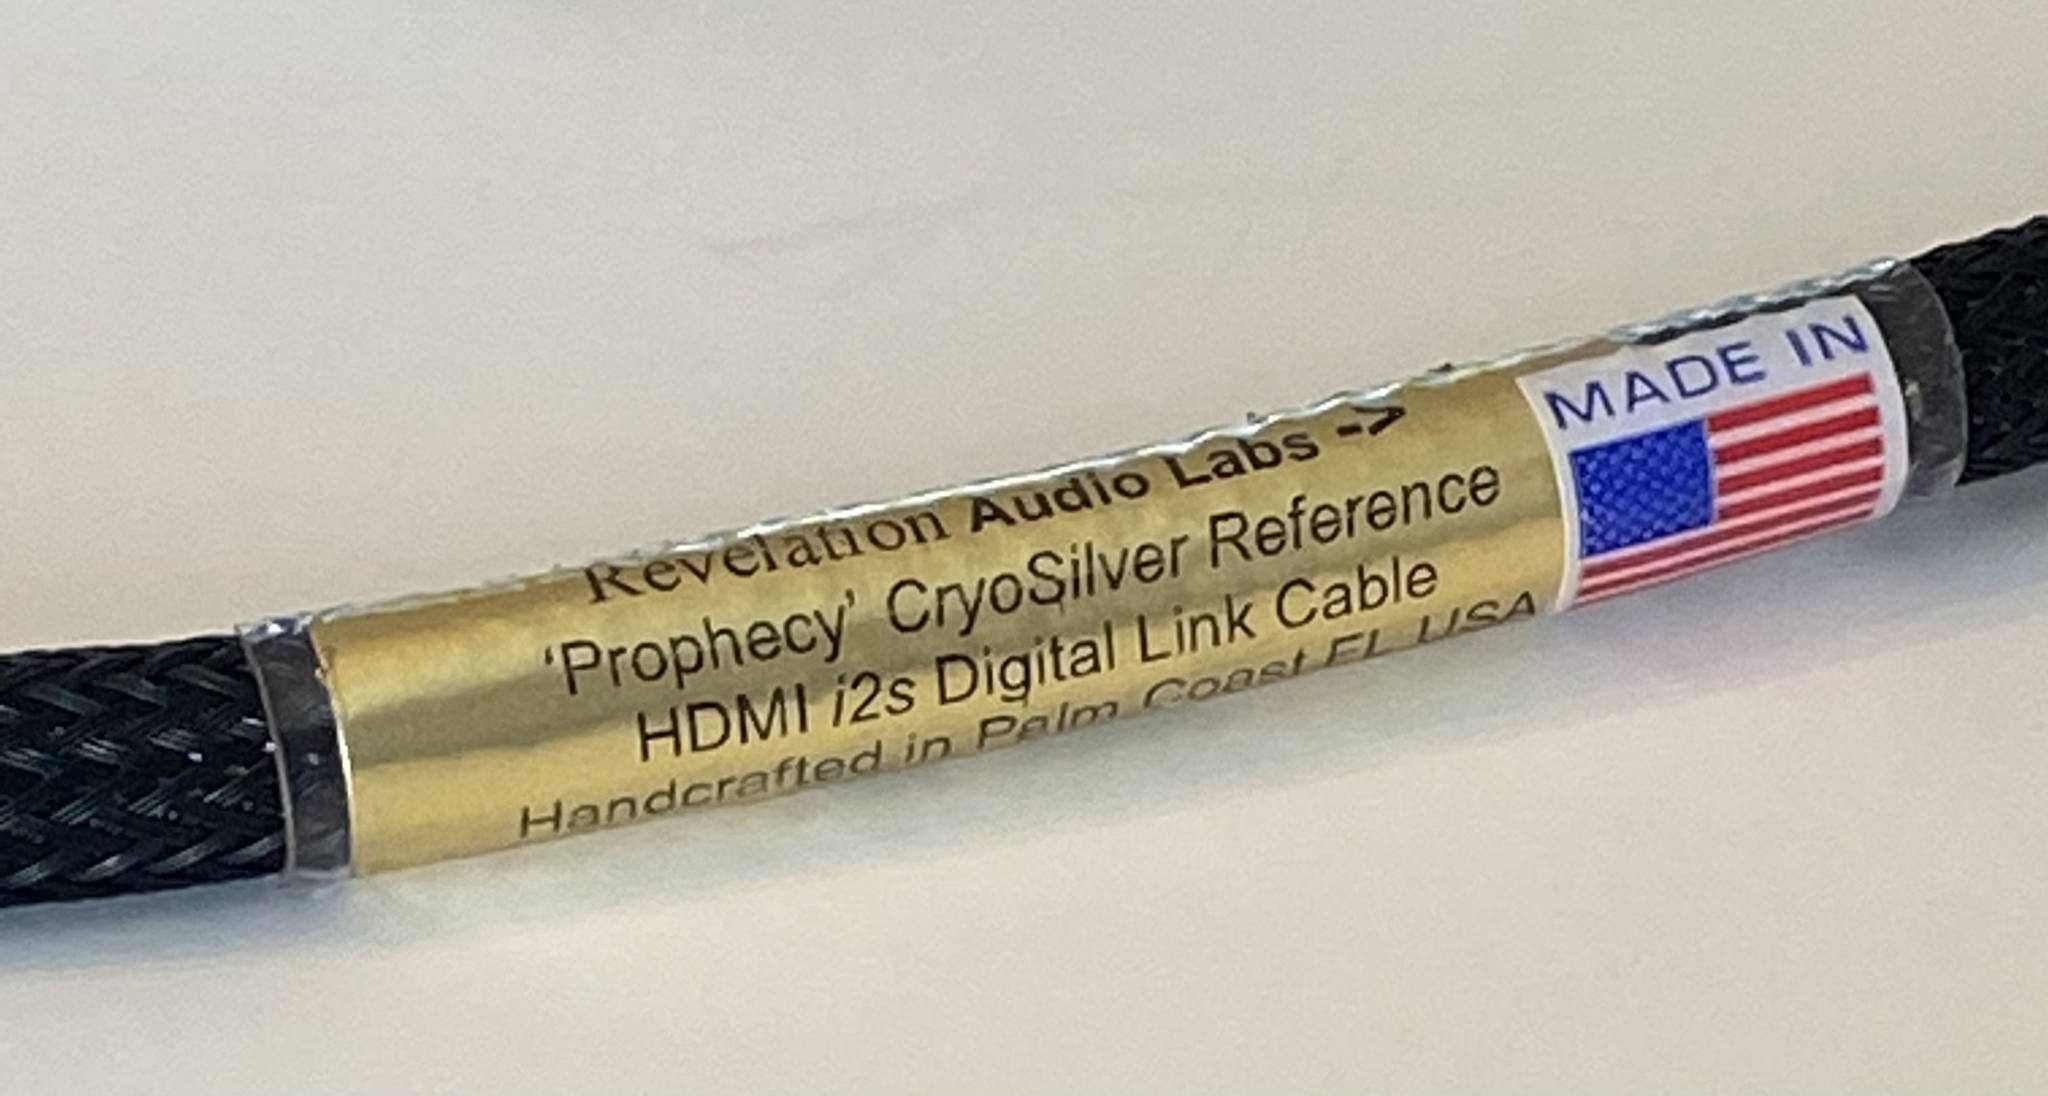 Revelation Audio Labs ->
'Prophecy' CryoSilver Reference
HDMI i2s Digital Link Cable
Handcrafted in Palm Coast FL USA
MADE IN